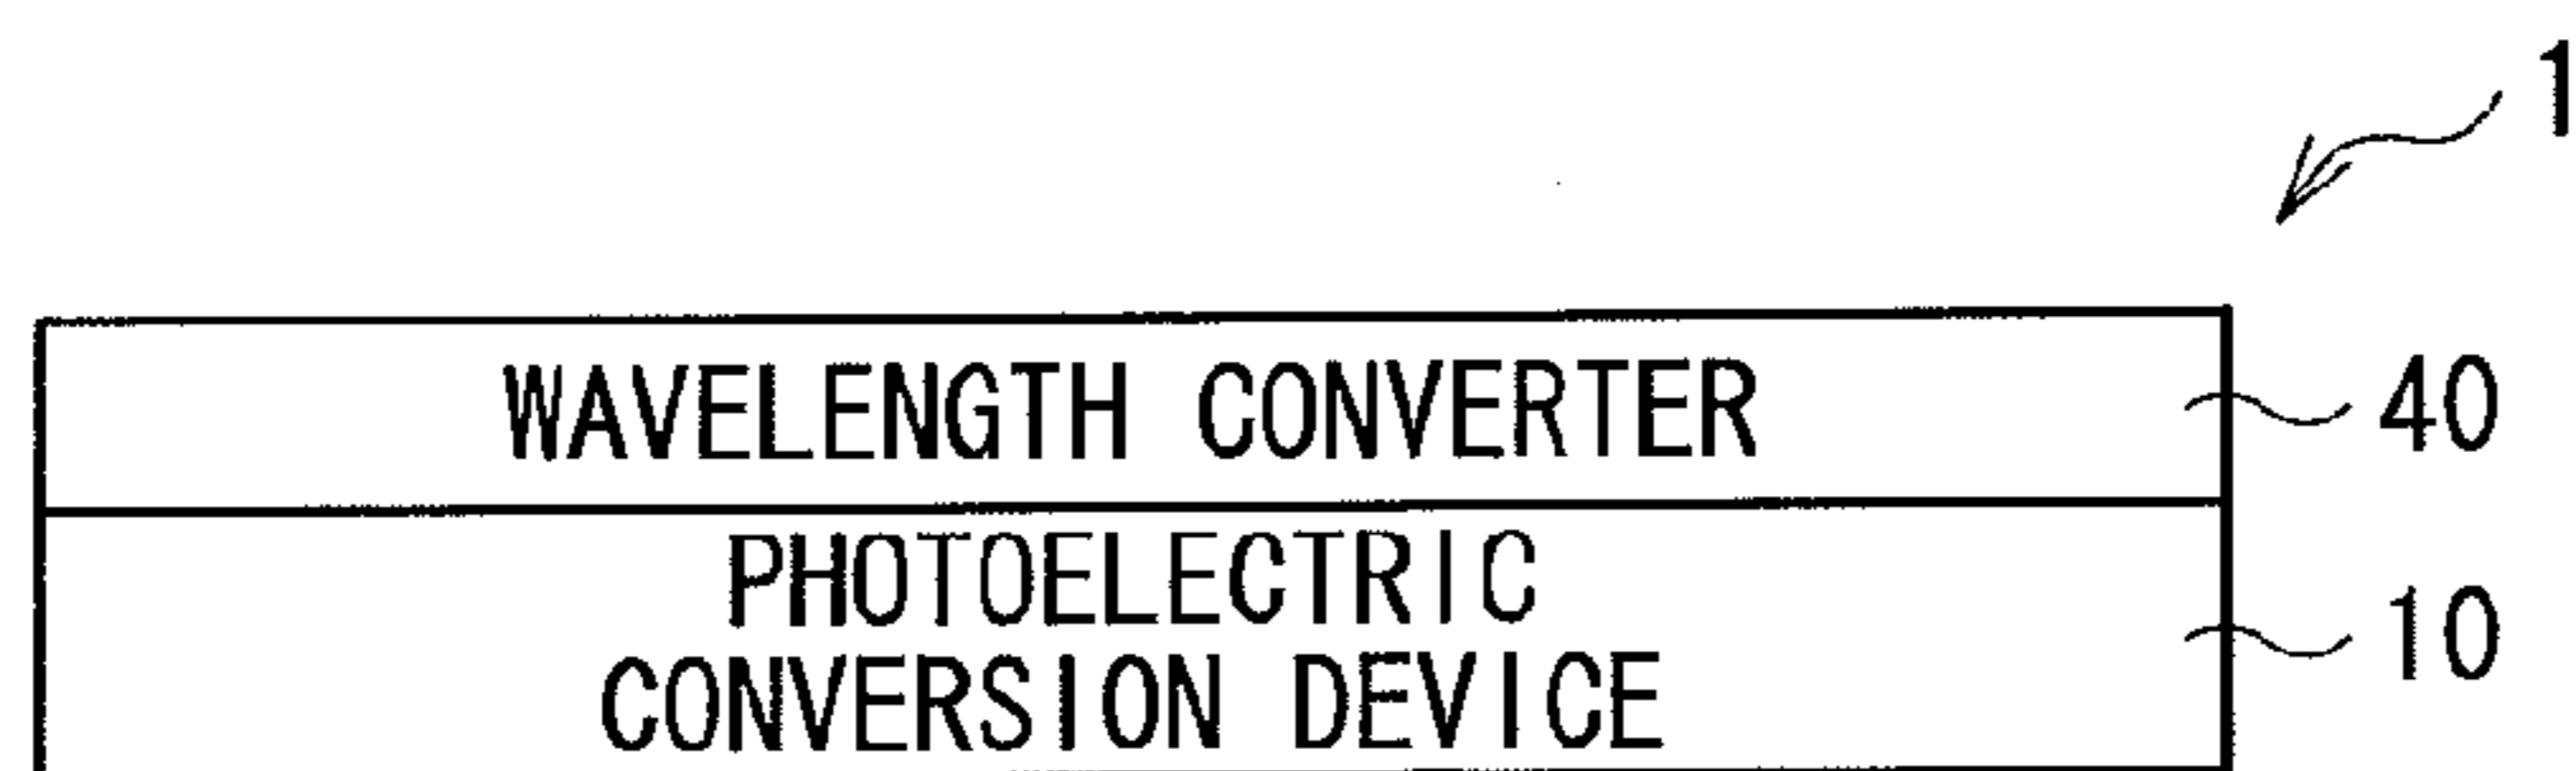 1
WAVELENGTH CONVERTER 40
PHOTOELECTRIC
CONVERSION DEVICE 10